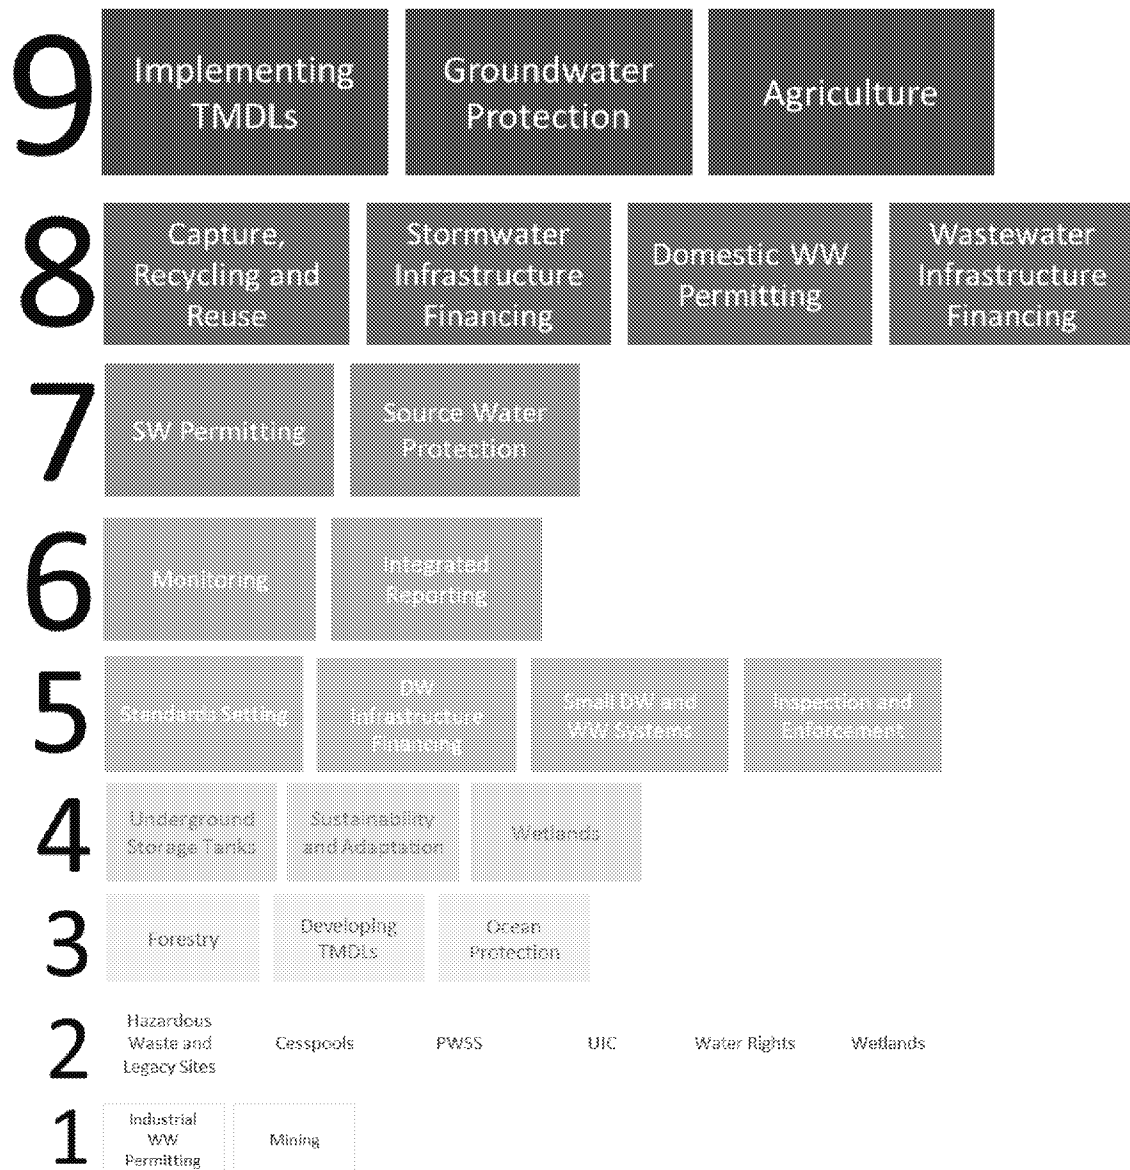 9
Implementing
TMDLs
Groundwater
Protection
Agriculture
8
Capture,
Recycling and
Reuse
Stormwater
Infrastructure
Financing
Domestic WW
Permitting
Wastewater
Infrastructure
Financing
7
SW Permitting
Source Water
Protection
6
Monitoring
Integrated
Reporting
5
Standards Setting
DW
Infrastructure
Financing
Small DW and
WW Systems
Inspection and
Enforcement
4
Underground
Storage Tanks
Sustainability
and Adaptation
Wetlands
3
Forestry
Developing
TMDLs
Ocean
Protection
2
Hazardous
Waste and
Legacy Sites
Cesspools
PWSS
UIC
Water Rights
Wetlands
1
Industrial
WW
Permitting
Mining